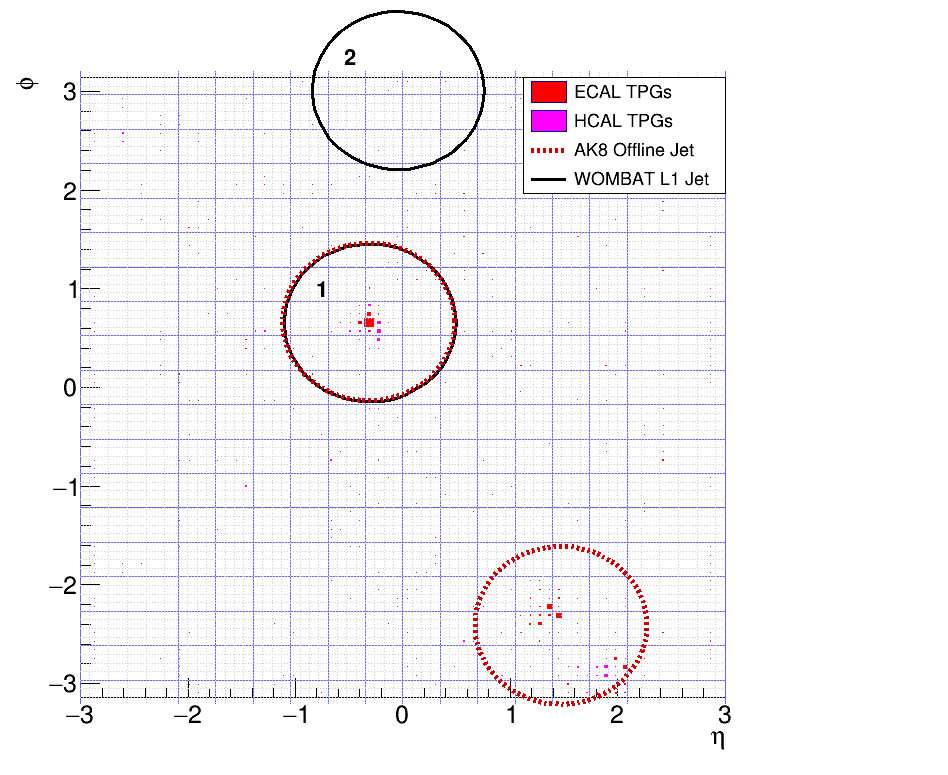 2
ϕ
3
ECAL TPGs
HCAL TPGs
AK8 Offline Jet
WOMBAT L1 Jet
2
1
1
0
−1
−2
−3
−3 −2 −1 0 1 2 3
η